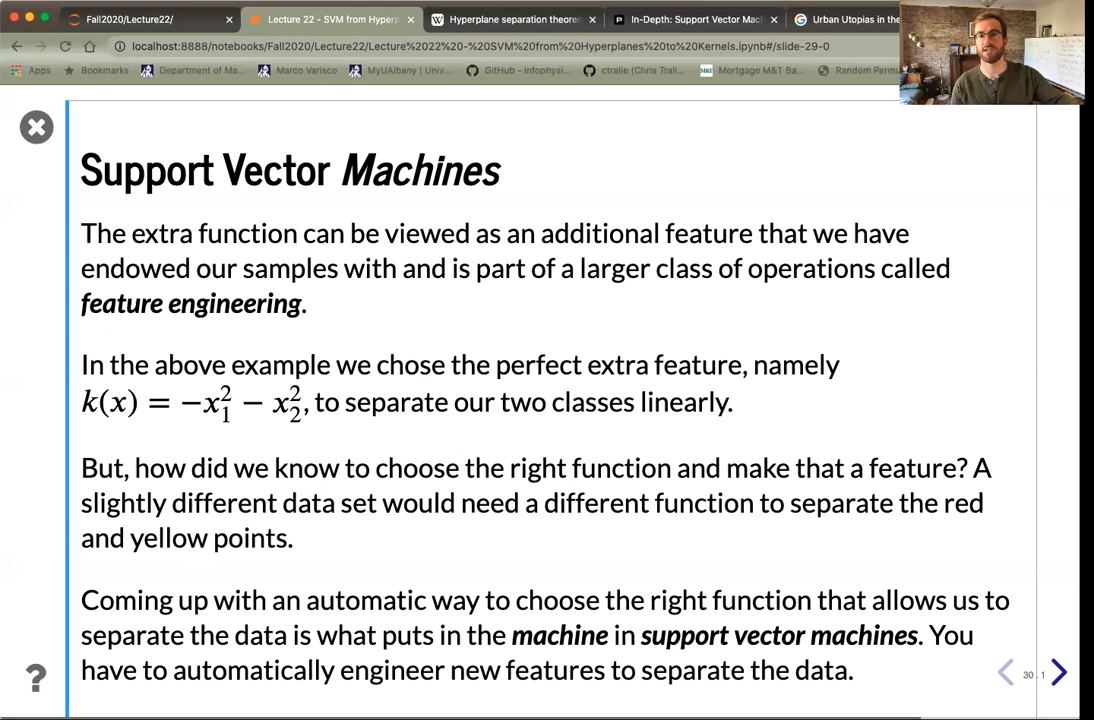 Fall2020/Lecture22/
Lecture 22 - SVM from Hyperp
Hyperplane separation theorem
In-Depth: Support Vector Mac
Urban Utopias in the
localhost:8888/notebooks/Fall2020/Lecture22/Lecture%2022%20-%20SVM%20from%20Hyperplanes%20to%20Kernels.ipynb#/slide-29-0
Apps
Bookmarks
Department of Ma...
Marco Varisco
MyUAlbany | Univ...
GitHub - infophysi...
ctralie (Chris Trali...
Mortgage M&T Ba...
Random Permu
Support Vector Machines
The extra function can be viewed as an additional feature that we have
endowed our samples with and is part of a larger class of operations called
feature engineering.
In the above example we chose the perfect extra feature, namely
k(x) = −x₁² − x₂², to separate our two classes linearly.
But, how did we know to choose the right function and make that a feature? A
slightly different data set would need a different function to separate the red
and yellow points.
Coming up with an automatic way to choose the right function that allows us to
separate the data is what puts in the machine in support vector machines. You
have to automatically engineer new features to separate the data.
?
30.1